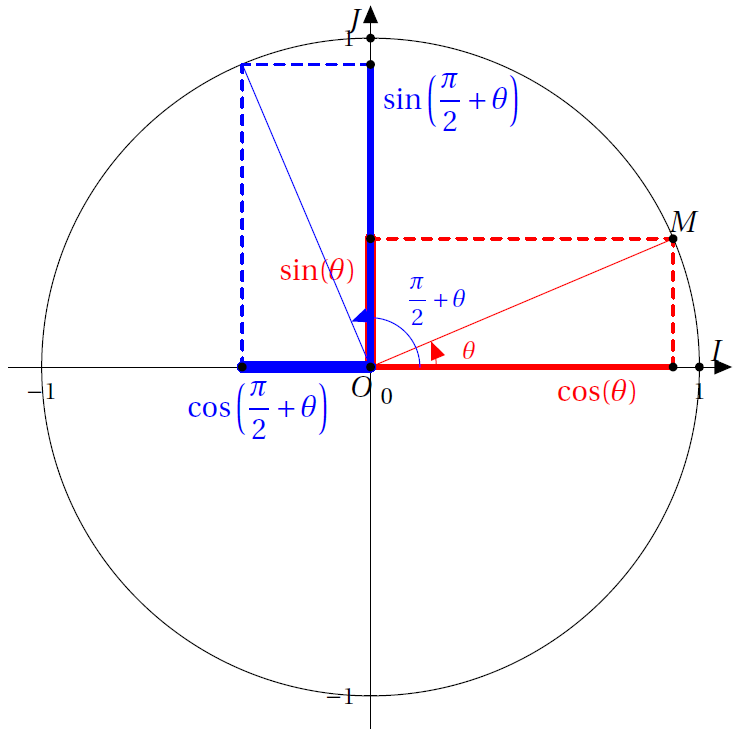 J
1
sin(π/2 + θ)
M
sin(θ)
π/2 + θ
θ
I
−1
O
0
cos(θ)
1
cos(π/2 + θ)
−1